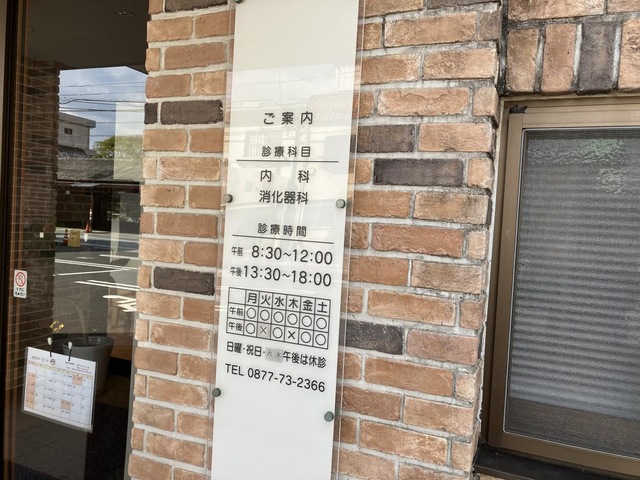 ご案内
診療科目
内科
消化器科
診療時間
午前 8:30~12:00
午後 13:30~18:00
月火水木金土
午前○○○○○○
午後○×○×○○
日曜・祝日・火木午後は休診
TEL 0877-73-2366